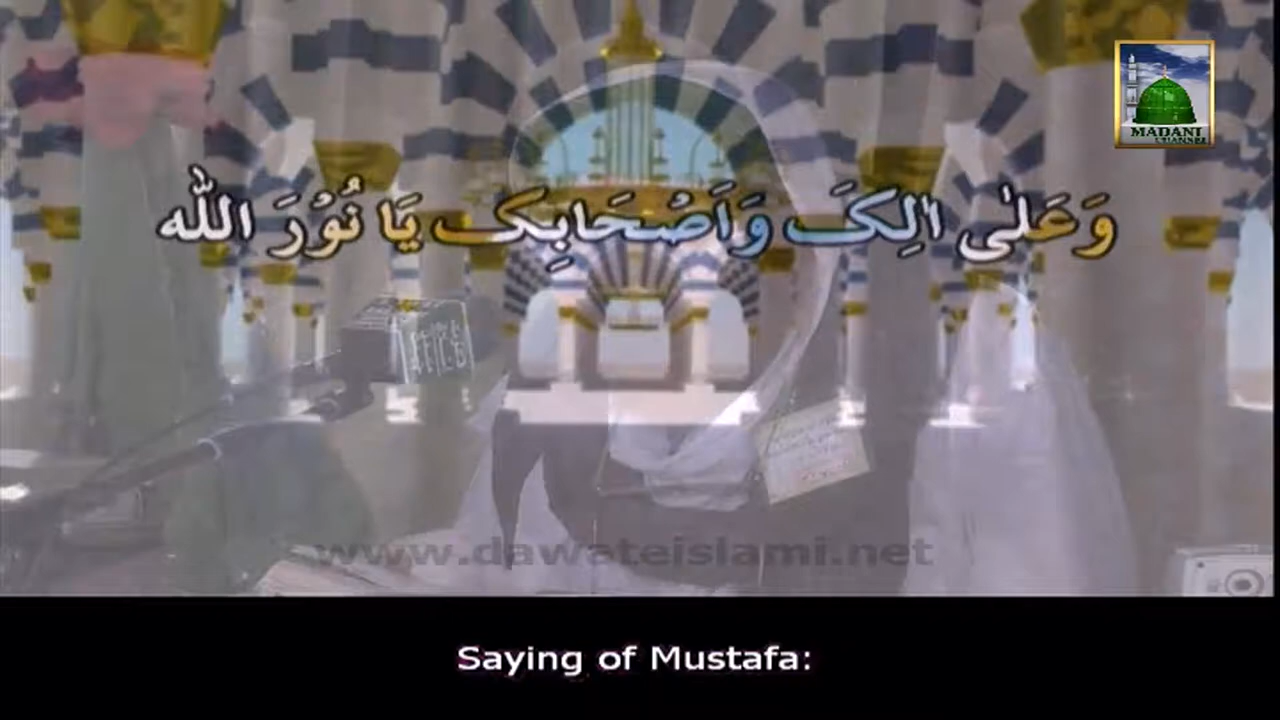 MADANI
CHANNEL
وَعَلٰى اٰلِكَ وَاَصْحَابِكَ يَا نُوْرَ اللّٰه
www.dawateislami.net
Saying of Mustafa: